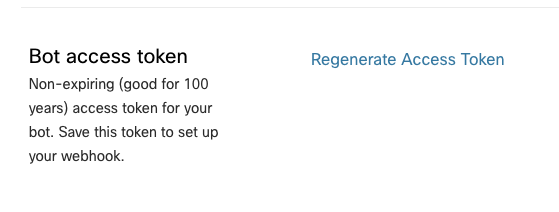 Bot access token
Regenerate Access Token
Non-expiring (good for 100
years) access token for your
bot. Save this token to set up
your webhook.